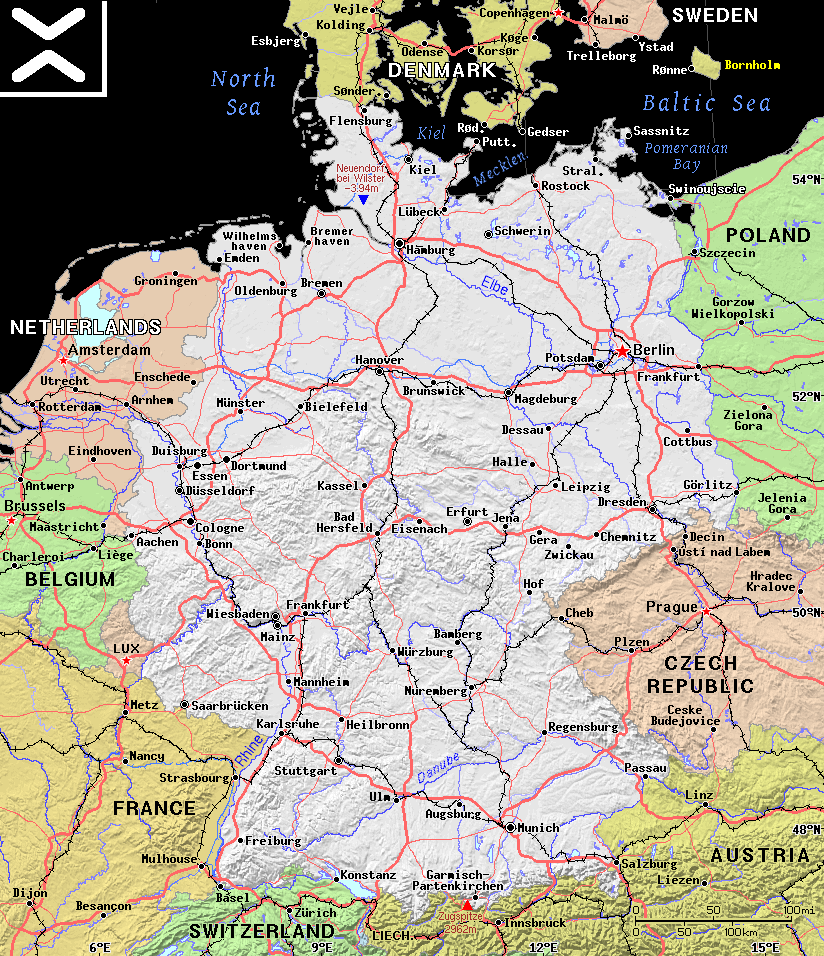 Vejle
Kolding
Copenhagen
Malmö
SWEDEN
Esbjerg
Odense
Korsør
Køge
Trelleborg
Ystad
Rønne
Bornholm
DENMARK
North
Sea
Sønder.
Baltic Sea
Flensburg
Kiel
Rød.
Putt.
Gedser
Sassnitz
Pomeranian
Bay
Mecklen.
Stral.
Neuendorf
bei Wilster
-3.94m
Kiel
Rostock
Swinoujscie
54°N
Lübeck
Wilhelms
haven
Bremer
haven
Schwerin
POLAND
Emden
Hamburg
Szczecin
Groningen
Oldenburg
Bremen
Elbe
Gorzow
Wielkopolski
NETHERLANDS
Amsterdam
Berlin
Hanover
Potsdam
Utrecht
Enschede
Frankfurt
Rotterdam
Arnhem
Münster
Bielefeld
Brunswick
Magdeburg
52°N
Zielona
Gora
Dessau
Cottbus
Eindhoven
Duisburg
Essen
Dortmund
Halle
Antwerp
Düsseldorf
Kassel
Leipzig
Görlitz
Brussels
Dresden
Jelenia
Gora
Maastricht
Cologne
Bad
Hersfeld
Eisenach
Erfurt
Jena
Aachen
Bonn
Gera
Zwickau
Chemnitz
Decin
Usti nad Labem
Charleroi
Liège
BELGIUM
Hof
Hradec
Kralove
Wiesbaden
Frankfurt
Mainz
Cheb
Prague
50°N
LUX
Bamberg
Würzburg
Plzen
CZECH
REPUBLIC
Mannheim
Nuremberg
Metz
Saarbrücken
Ceske
Budejovice
Karlsruhe
Heilbronn
Regensburg
Nancy
Rhine
Strasbourg
Stuttgart
Danube
Passau
FRANCE
Ulm
Augsburg
Linz
Munich
48°N
Freiburg
Mulhouse
Salzburg
AUSTRIA
Konstanz
Garmisch-
Partenkirchen
Liezen
Dijon
Besançon
Basel
Zürich
Zugspitze
2962m
Innsbruck
0 50 100mi
0 50 100km
SWITZERLAND
LIECH.
6°E
9°E
12°E
15°E